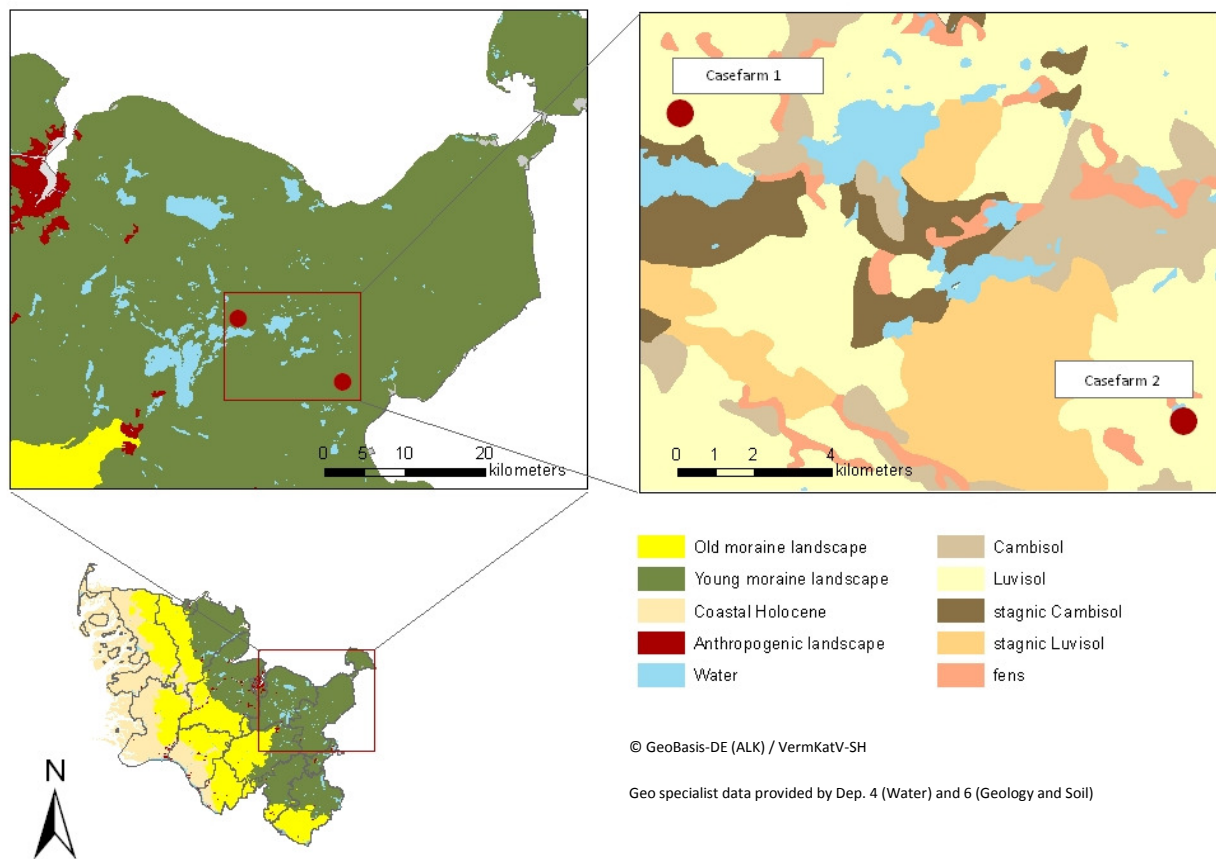 Casefarm 1
Casefarm 2
0 5 10 20
kilometers
0 1 2 4
kilometers
Old moraine landscape
Young moraine landscape
Coastal Holocene
Anthropogenic landscape
Water
Cambisol
Luvisol
stagnic Cambisol
stagnic Luvisol
fens
N
© GeoBasis-DE (ALK) / VermKatV-SH
Geo specialist data provided by Dep. 4 (Water) and 6 (Geology and Soil)